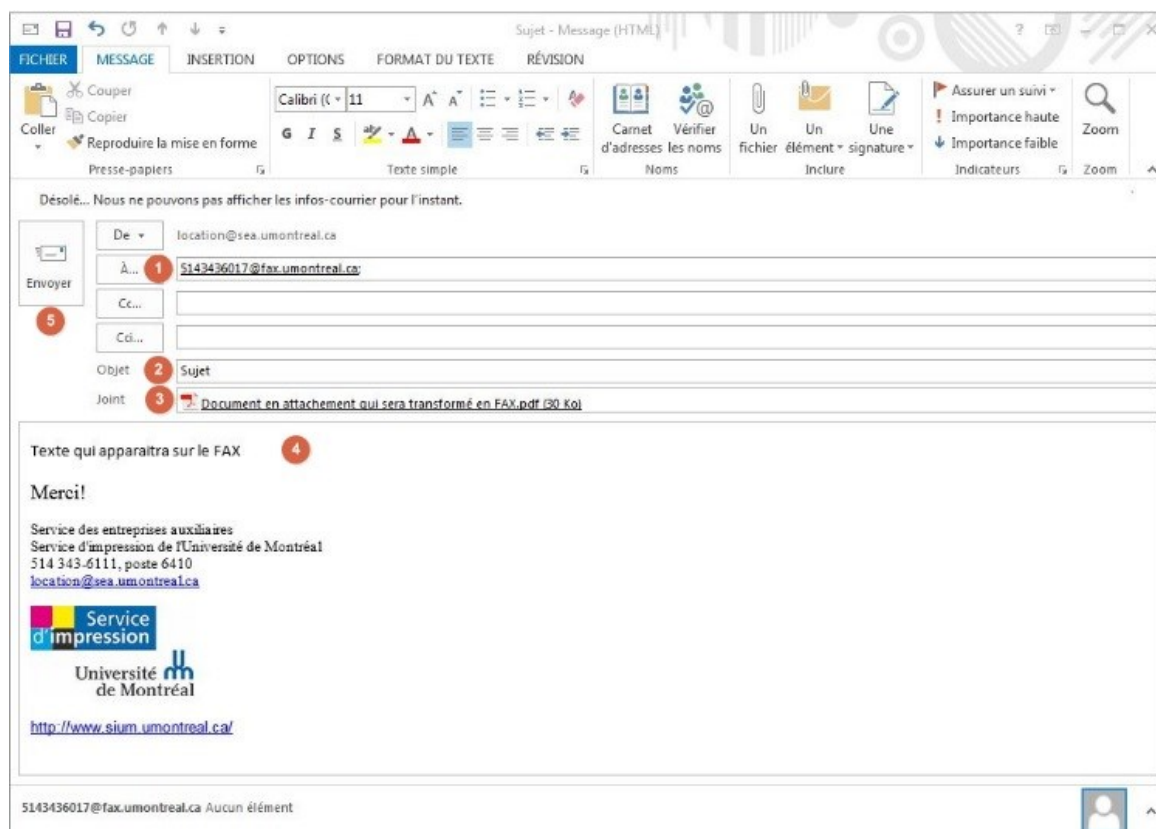 Sujet - Message (HTML)
FICHIER MESSAGE INSERTION OPTIONS FORMAT DU TEXTE RÉVISION
Coller
Couper
Copier
Reproduire la mise en forme
Presse-papiers
Calibri (C 11
G I S
Texte simple
Carnet d'adresses
Vérifier les noms
Noms
Un fichier
Un élément
Une signature
Inclure
Assurer un suivi
Importance haute
Importance faible
Indicateurs
Zoom
Zoom
Désolé... Nous ne pouvons pas afficher les infos-courrier pour l'instant.
Envoyer
5
De location@sea.umontreal.ca
À... 1 5143436017@fax.umontreal.ca;
Cc...
Cci...
Objet 2 Sujet
Joint 3 Document en attachement qui sera transformé en FAX.pdf (30 Ko)
Texte qui apparaitra sur le FAX 4
Merci!
Service des entreprises auxiliaires
Service d'impression de l'Université de Montréal
514 343-6111, poste 6410
location@sea.umontreal.ca
Service
d'impression
Université
de Montréal
http://www.sium.umontreal.ca/
5143436017@fax.umontreal.ca Aucun élément